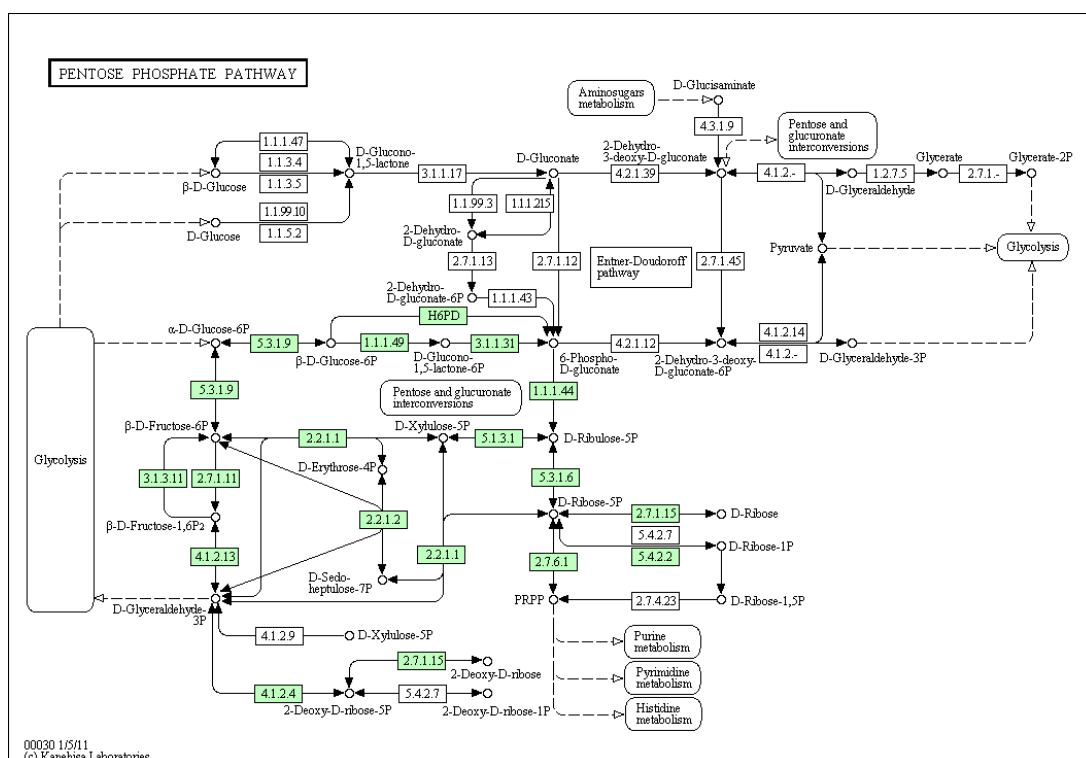 PENTOSE PHOSPHATE PATHWAY
Aminosugars
metabolism
D-Glucisaminate
4.3.1.9
Pentose and
glucuronate
interconversions
1.1.1.47
1.1.3.4
1.1.3.5
β-D-Glucose
D-Glucono-
1,5-lactone
3.1.1.17
D-Gluconate
4.2.1.39
2-Dehydro-
3-deoxy-D-gluconate
4.1.2.-
D-Glyceraldehyde
1.2.7.5
Glycerate
2.7.1.-
Glycerate-2P
1.1.99.10
1.1.5.2
D-Glucose
1.1.99.3
1.1.1.215
2-Dehydro-
D-gluconate
2.7.1.13
2.7.1.12
Entner-Doudoroff
pathway
2.7.1.45
Pyruvate
Glycolysis
2-Dehydro-
D-gluconate-6P
1.1.1.43
H6PD
α-D-Glucose-6P
5.3.1.9
β-D-Glucose-6P
1.1.1.49
D-Glucono-
1,5-lactone-6P
3.1.1.31
6-Phospho-
D-gluconate
4.2.1.12
2-Dehydro-3-deoxy-
D-gluconate-6P
4.1.2.14
4.1.2.-
D-Glyceraldehyde-3P
5.3.1.9
Pentose and glucuronate
interconversions
1.1.1.44
β-D-Fructose-6P
2.2.1.1
D-Xylulose-5P
5.1.3.1
D-Ribulose-5P
Glycolysis
3.1.3.11
2.7.1.11
D-Erythrose-4P
5.3.1.6
β-D-Fructose-1,6P2
2.2.1.2
D-Ribose-5P
2.7.1.15
D-Ribose
5.4.2.7
5.4.2.2
D-Ribose-1P
4.1.2.13
2.2.1.1
2.7.6.1
D-Sedo-
heptulose-7P
D-Glyceraldehyde-
3P
PRPP
2.7.4.23
D-Ribose-1,5P
4.1.2.9
D-Xylulose-5P
Purine
metabolism
2.7.1.15
2-Deoxy-D-ribose
Pyrimidine
metabolism
4.1.2.4
2-Deoxy-D-ribose-5P
5.4.2.7
2-Deoxy-D-ribose-1P
Histidine
metabolism
00030 1/5/11
(c) Kanehisa Laboratories